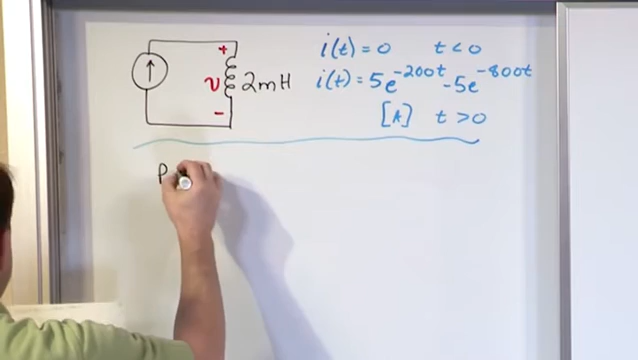 i(t) = 0 t < 0
+
i(t) = 5e^-200t - 5e^-800t
v 2mH
-
[A] t > 0
P